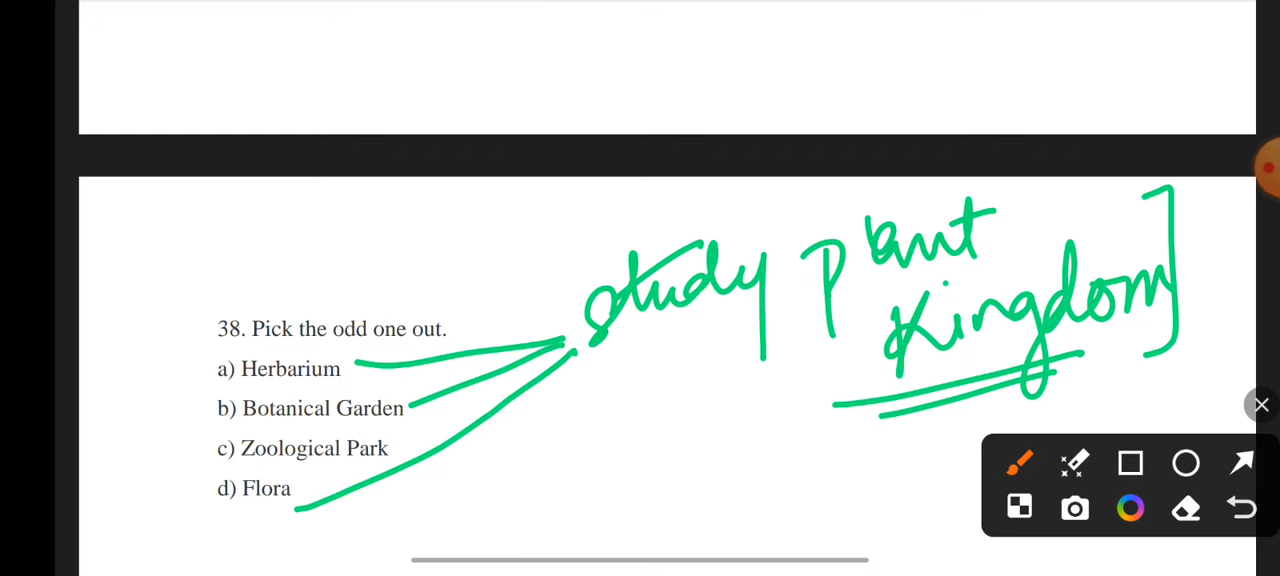 study Plant
Kingdom]
38. Pick the odd one out.
a) Herbarium
b) Botanical Garden
c) Zoological Park
d) Flora